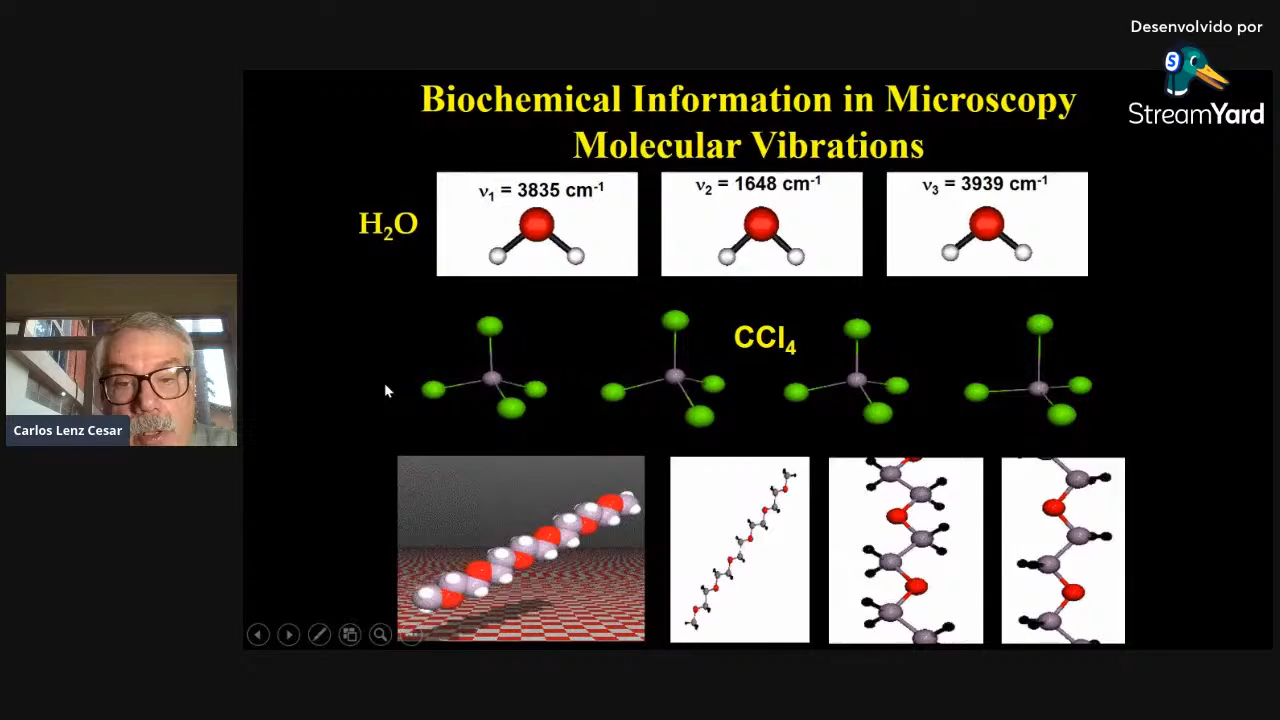 Desenvolvido por
S
StreamYard
Biochemical Information in Microscopy
Molecular Vibrations
ν₁ = 3835 cm⁻¹
ν₂ = 1648 cm⁻¹
ν₃ = 3939 cm⁻¹
H₂O
CCl₄
Carlos Lenz Cesar